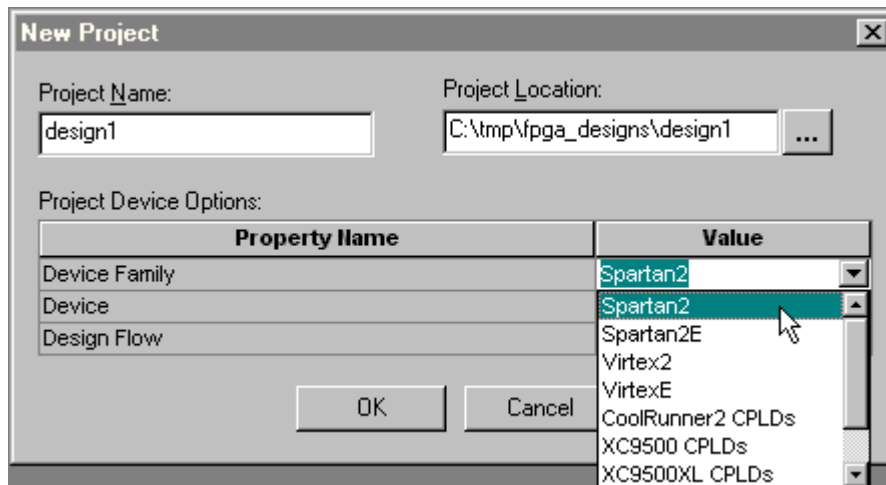 New Project
Project Name:
Project Location:
design1
C:\tmp\fpga_designs\design1
...
Project Device Options:
Property Name
Value
Device Family
Spartan2
Device
Spartan2
Design Flow
Spartan2E
Virtex2
VirtexE
OK
Cancel
CoolRunner2 CPLDs
XC9500 CPLDs
XC9500XL CPLDs